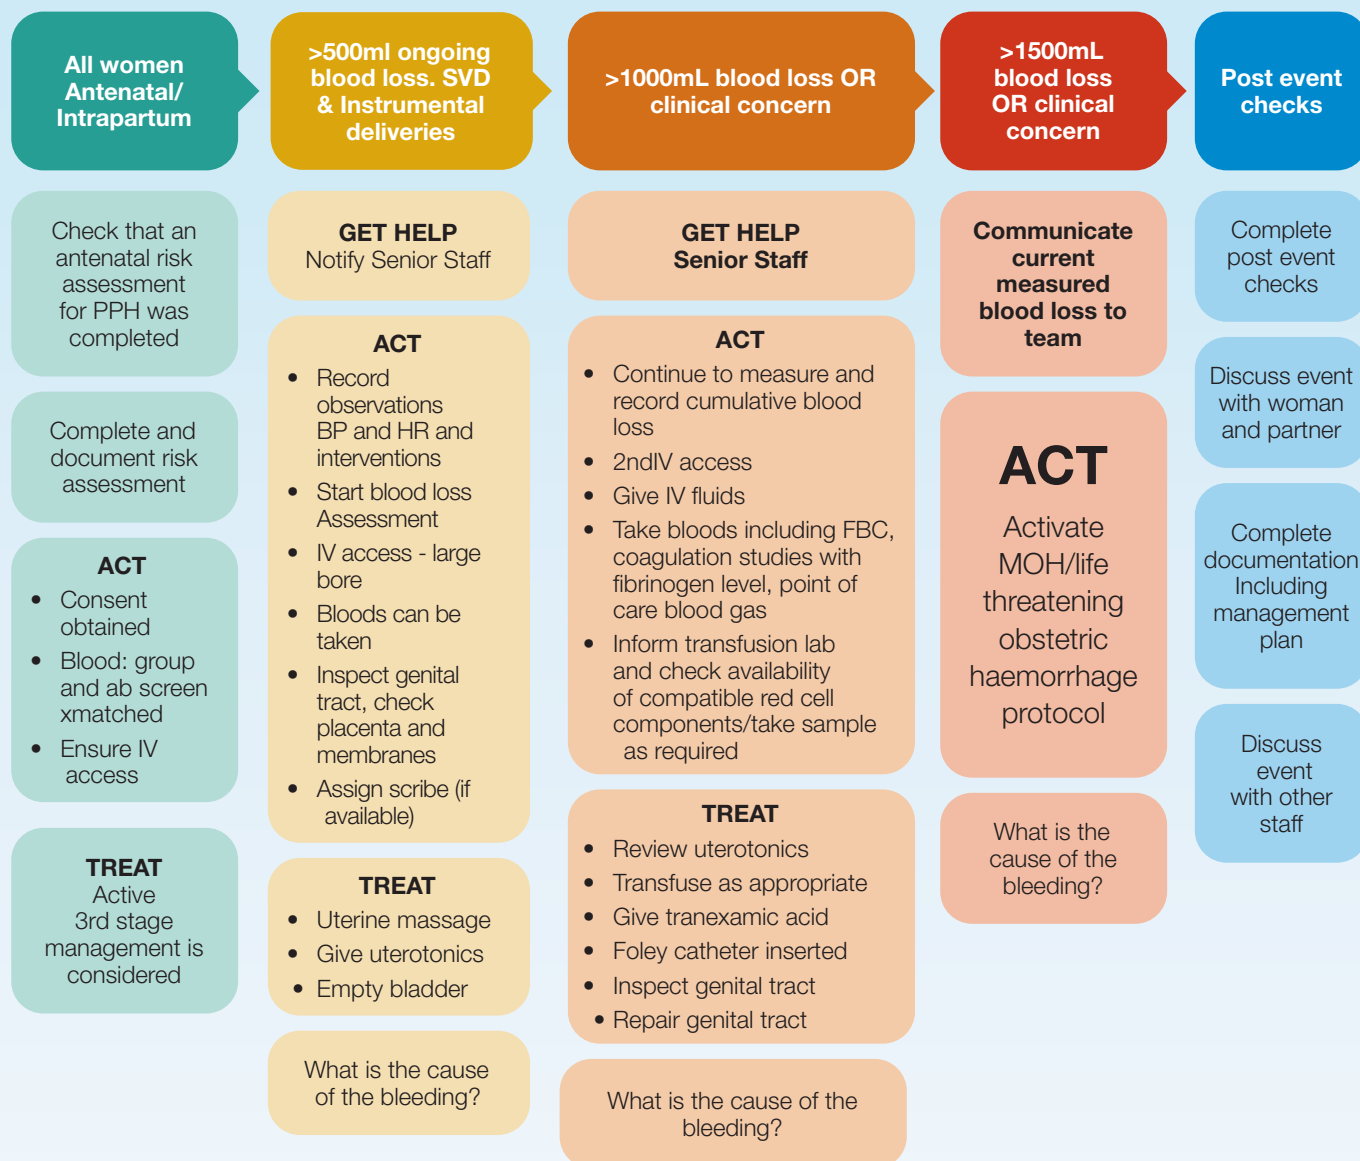 All women
Antenatal/
Intrapartum
Check that an
antenatal risk
assessment
for PPH was
completed
Complete and
document risk
assessment
ACT
• Consent
obtained
• Blood: group
and ab screen
xmatched
• Ensure IV
access
TREAT
Active
3rd stage
management is
considered
>500ml ongoing
blood loss. SVD
& Instrumental
deliveries
GET HELP
Notify Senior Staff
ACT
• Record
observations
BP and HR and
interventions
• Start blood loss
Assessment
• IV access - large
bore
• Bloods can be
taken
• Inspect genital
tract, check
placenta and
membranes
• Assign scribe (if
available)
TREAT
• Uterine massage
• Give uterotonics
• Empty bladder
What is the cause
of the bleeding?
>1000mL blood loss OR
clinical concern
GET HELP
Senior Staff
ACT
• Continue to measure and
record cumulative blood
loss
• 2ndIV access
• Give IV fluids
• Take bloods including FBC,
coagulation studies with
fibrinogen level, point of
care blood gas
• Inform transfusion lab
and check availability
of compatible red cell
components/take sample
as required
TREAT
• Review uterotonics
• Transfuse as appropriate
• Give tranexamic acid
• Foley catheter inserted
• Inspect genital tract
• Repair genital tract
What is the cause of the
bleeding?
>1500mL
blood loss
OR clinical
concern
Communicate
current
measured
blood loss to
team
ACT
Activate
MOH/life
threatening
obstetric
haemorrhage
protocol
What is the
cause of the
bleeding?
Post event
checks
Complete
post event
checks
Discuss event
with woman
and partner
Complete
documentation
Including
management
plan
Discuss
event
with other
staff